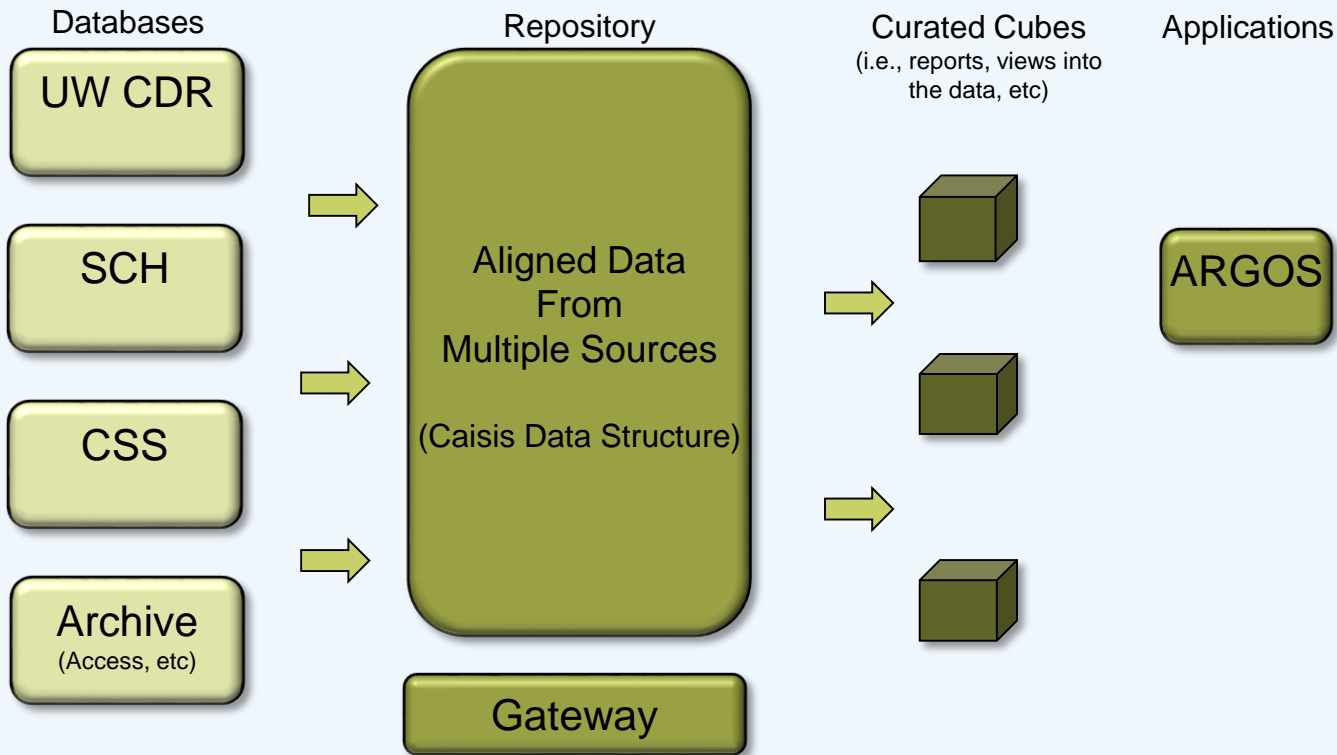 Databases
UW CDR
SCH
CSS
Archive
(Access, etc)
Repository
Aligned Data
From
Multiple Sources
(Caisis Data Structure)
Gateway
Curated Cubes
(i.e., reports, views into
the data, etc)
Applications
ARGOS